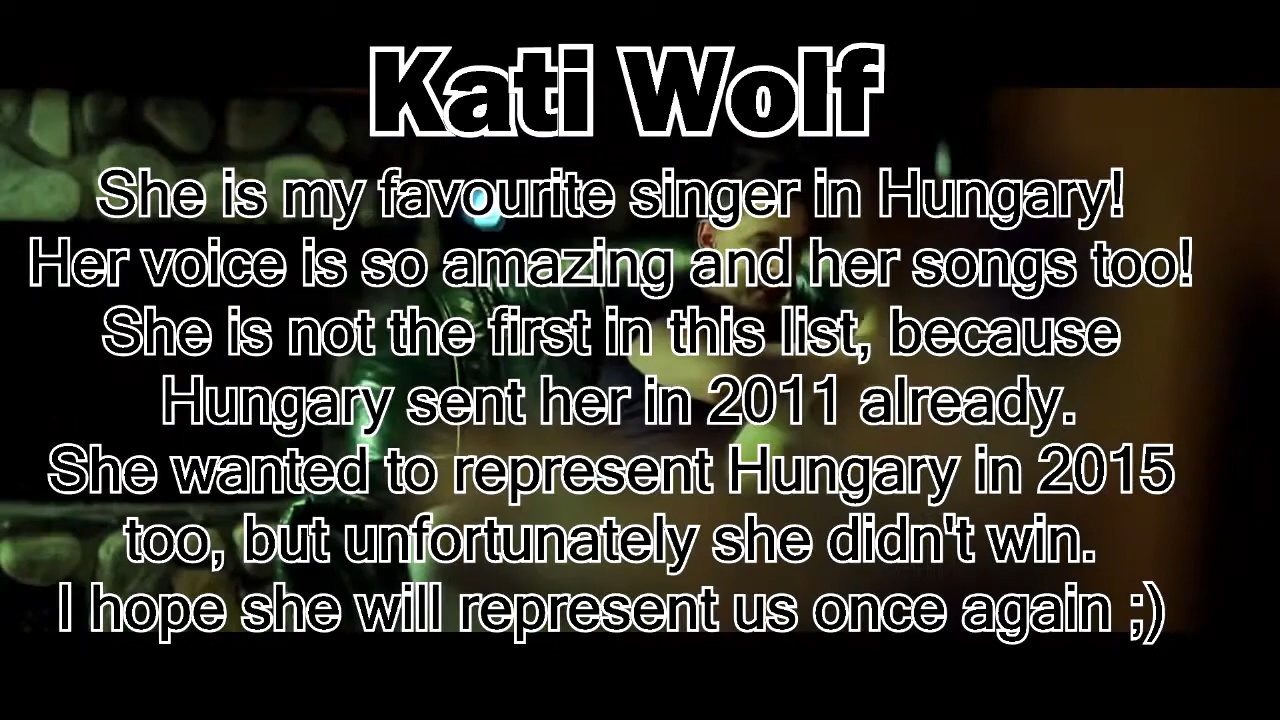 Kati Wolf
She is my favourite singer in Hungary!
Her voice is so amazing and her songs too!
She is not the first in this list, because
Hungary sent her in 2011 already.
She wanted to represent Hungary in 2015
too, but unfortunately she didn't win.
I hope she will represent us once again ;)